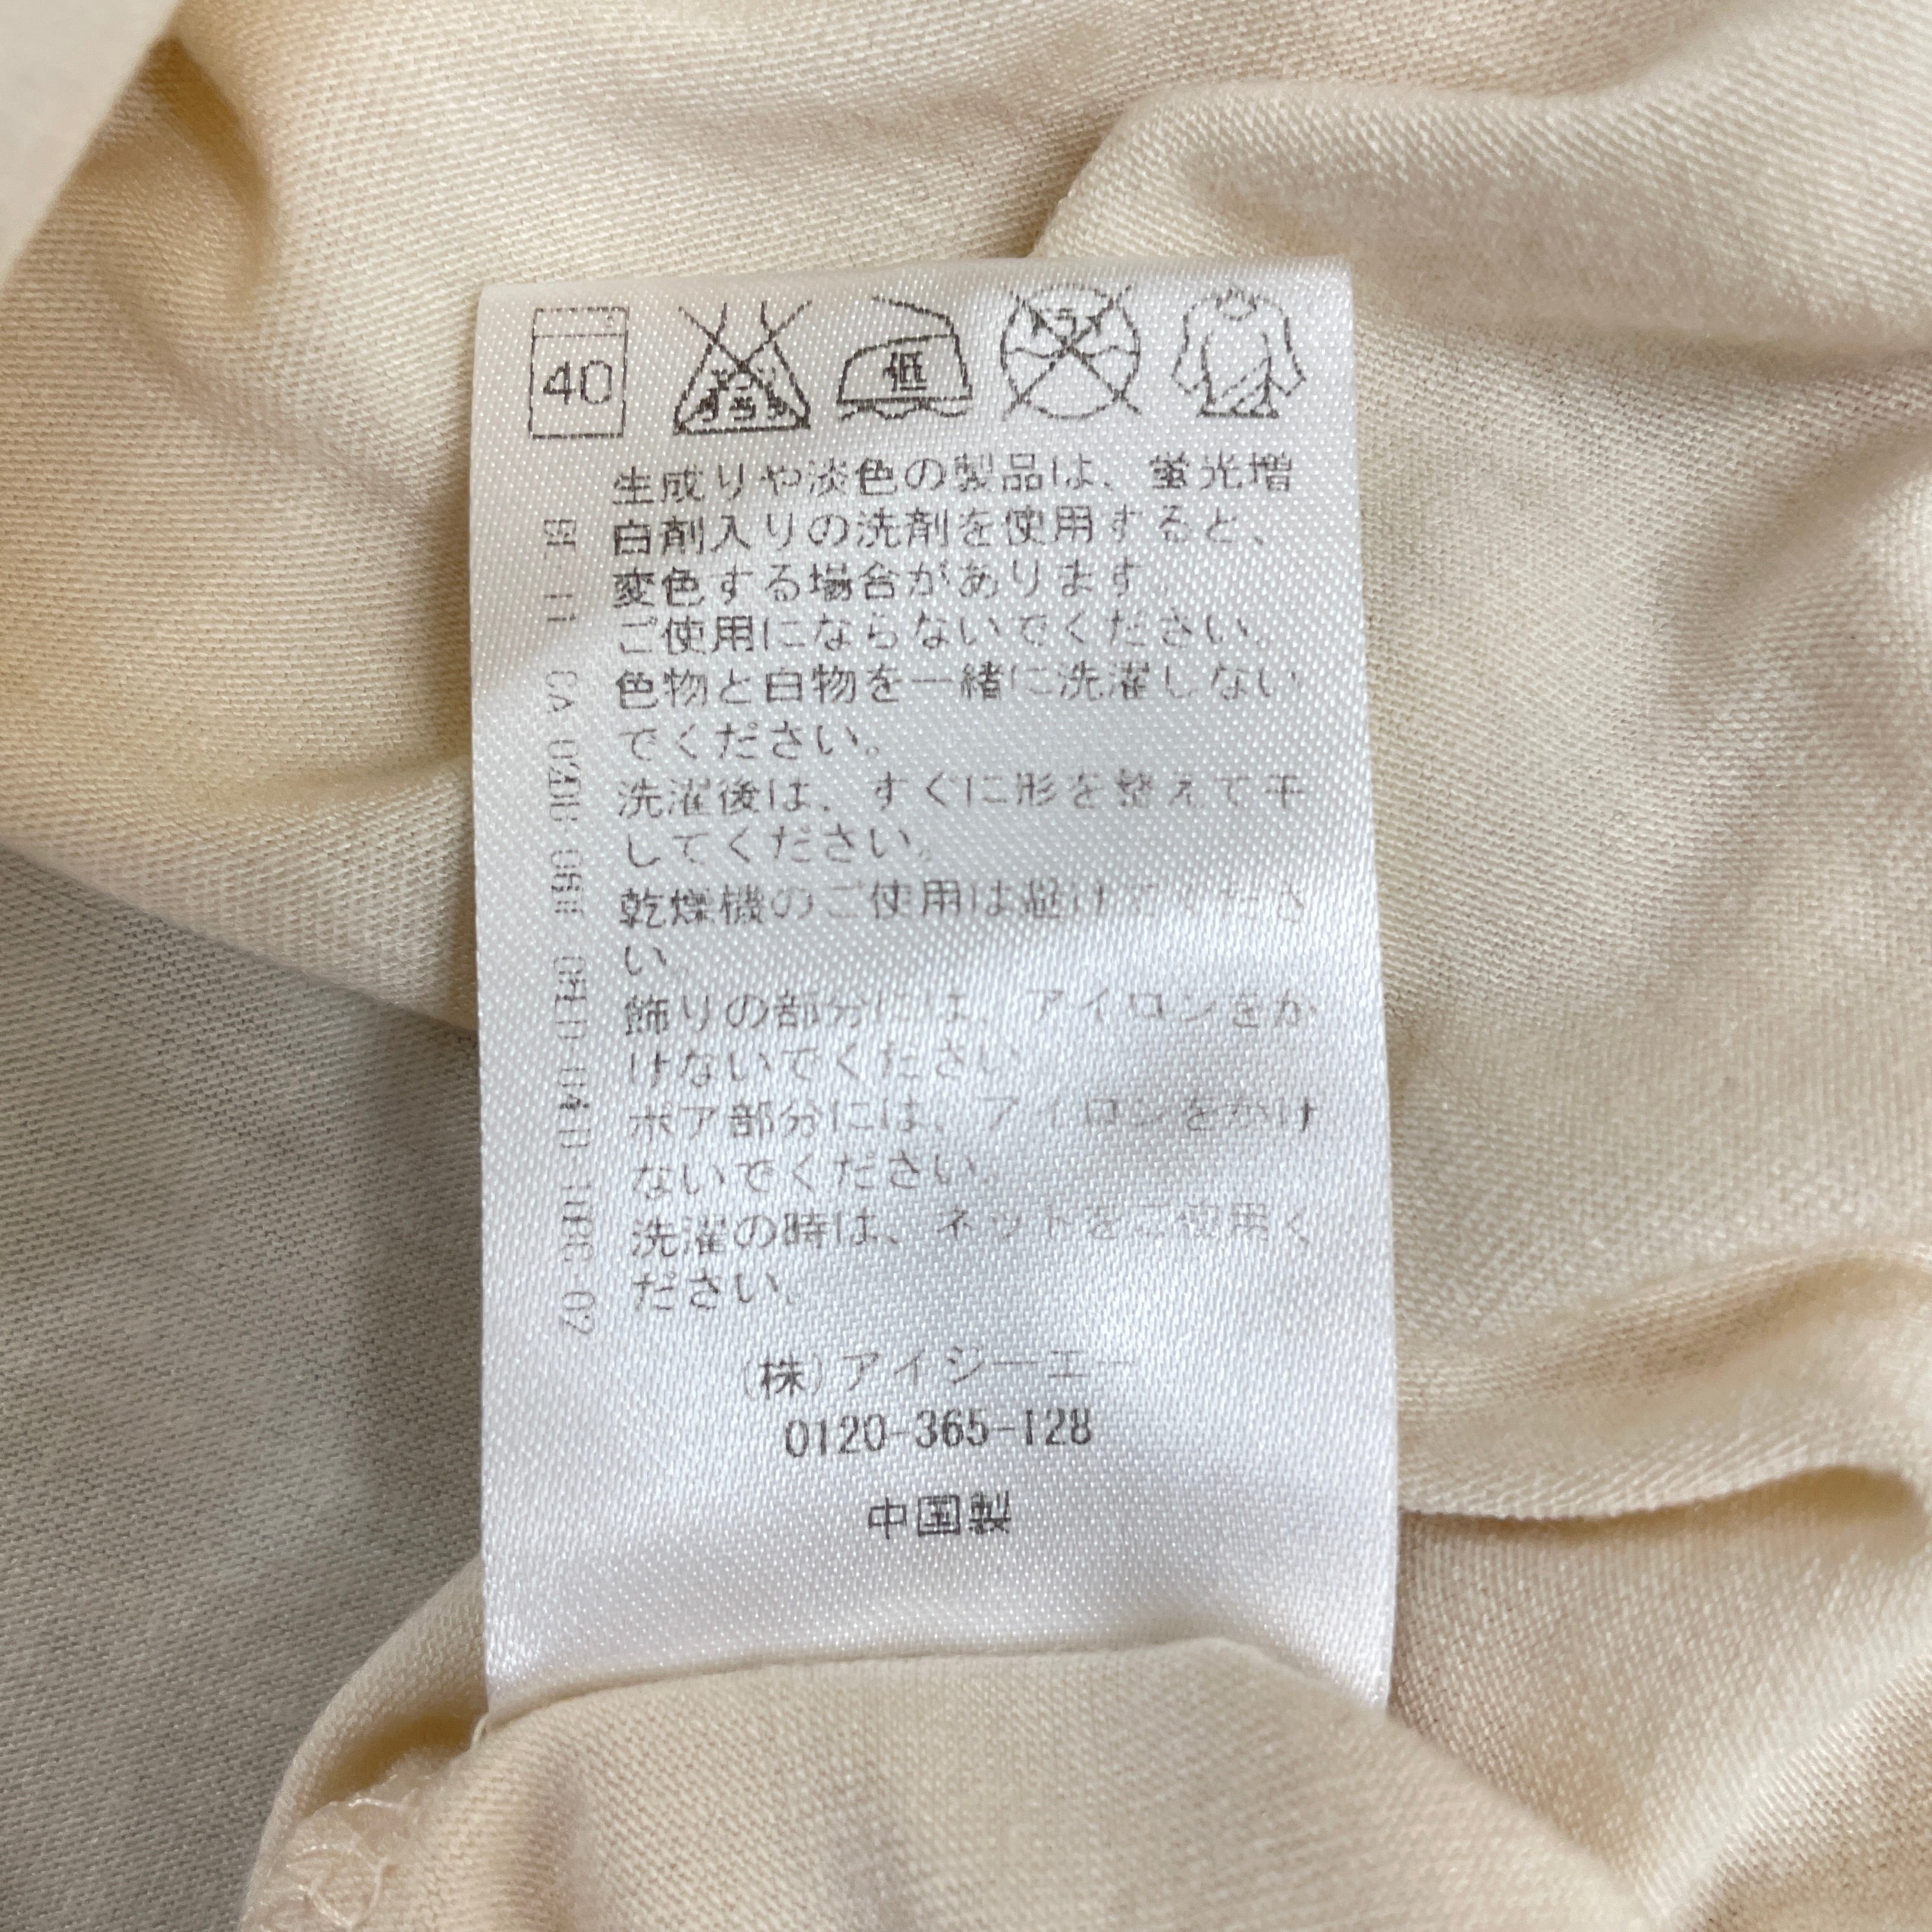 40
低
ドライ
生成りや淡色の製品は、蛍光増
白剤入りの洗剤を使用すると、
変色する場合があります。
ご使用にならないでください。
色物と白物を一緒に洗濯しない
でください。
洗濯後は、すぐに形を整えて干
してください。
乾燥機のご使用は避けてくださ
い。
飾りの部分には、アイロンをか
けないでください。
ボア部分には、アイロンをかけ
ないでください。
洗濯の時は、ネットをご使用く
ださい。
(株)アイジーエー
0120-365-128
中国製